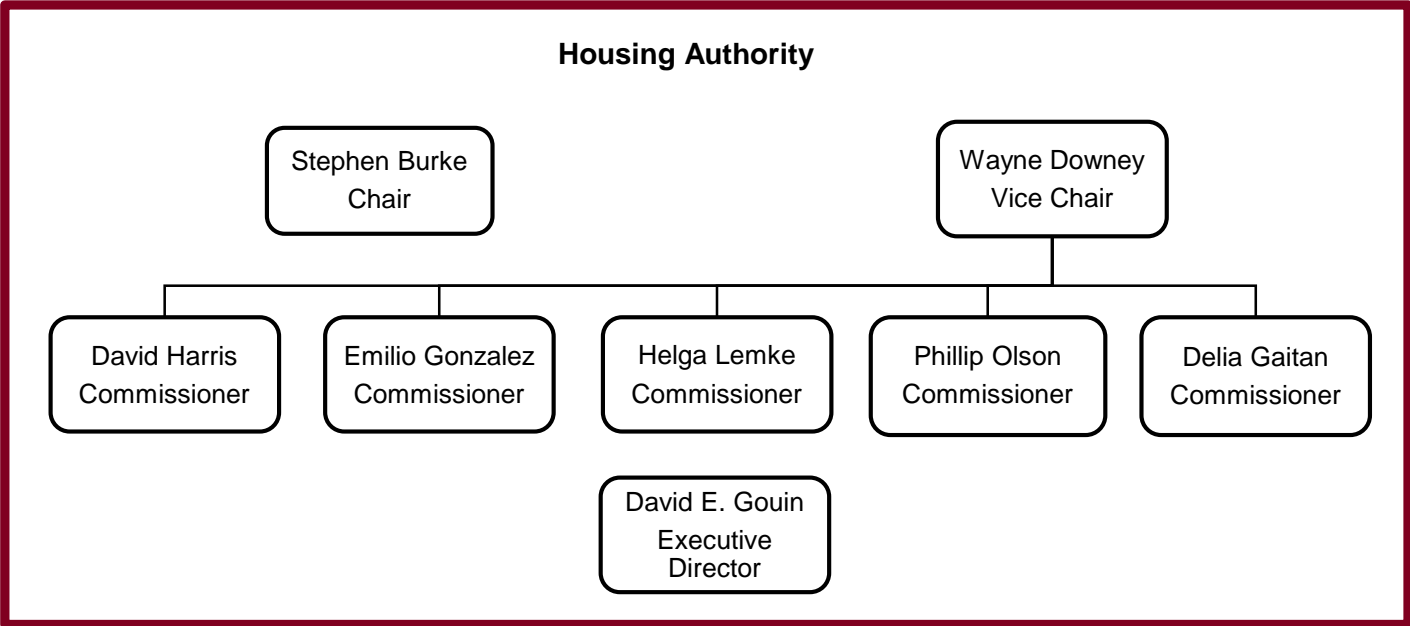 Housing Authority
Stephen Burke
Chair
Wayne Downey
Vice Chair
David Harris
Commissioner
Emilio Gonzalez
Commissioner
Helga Lemke
Commissioner
Phillip Olson
Commissioner
Delia Gaitan
Commissioner
David E. Gouin
Executive
Director